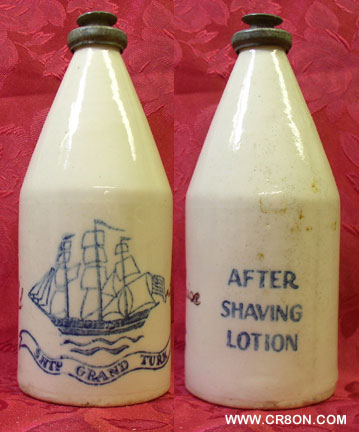 SHIP GRAND TURK
AFTER
SHAVING
LOTION
WWW.CR8ON.COM